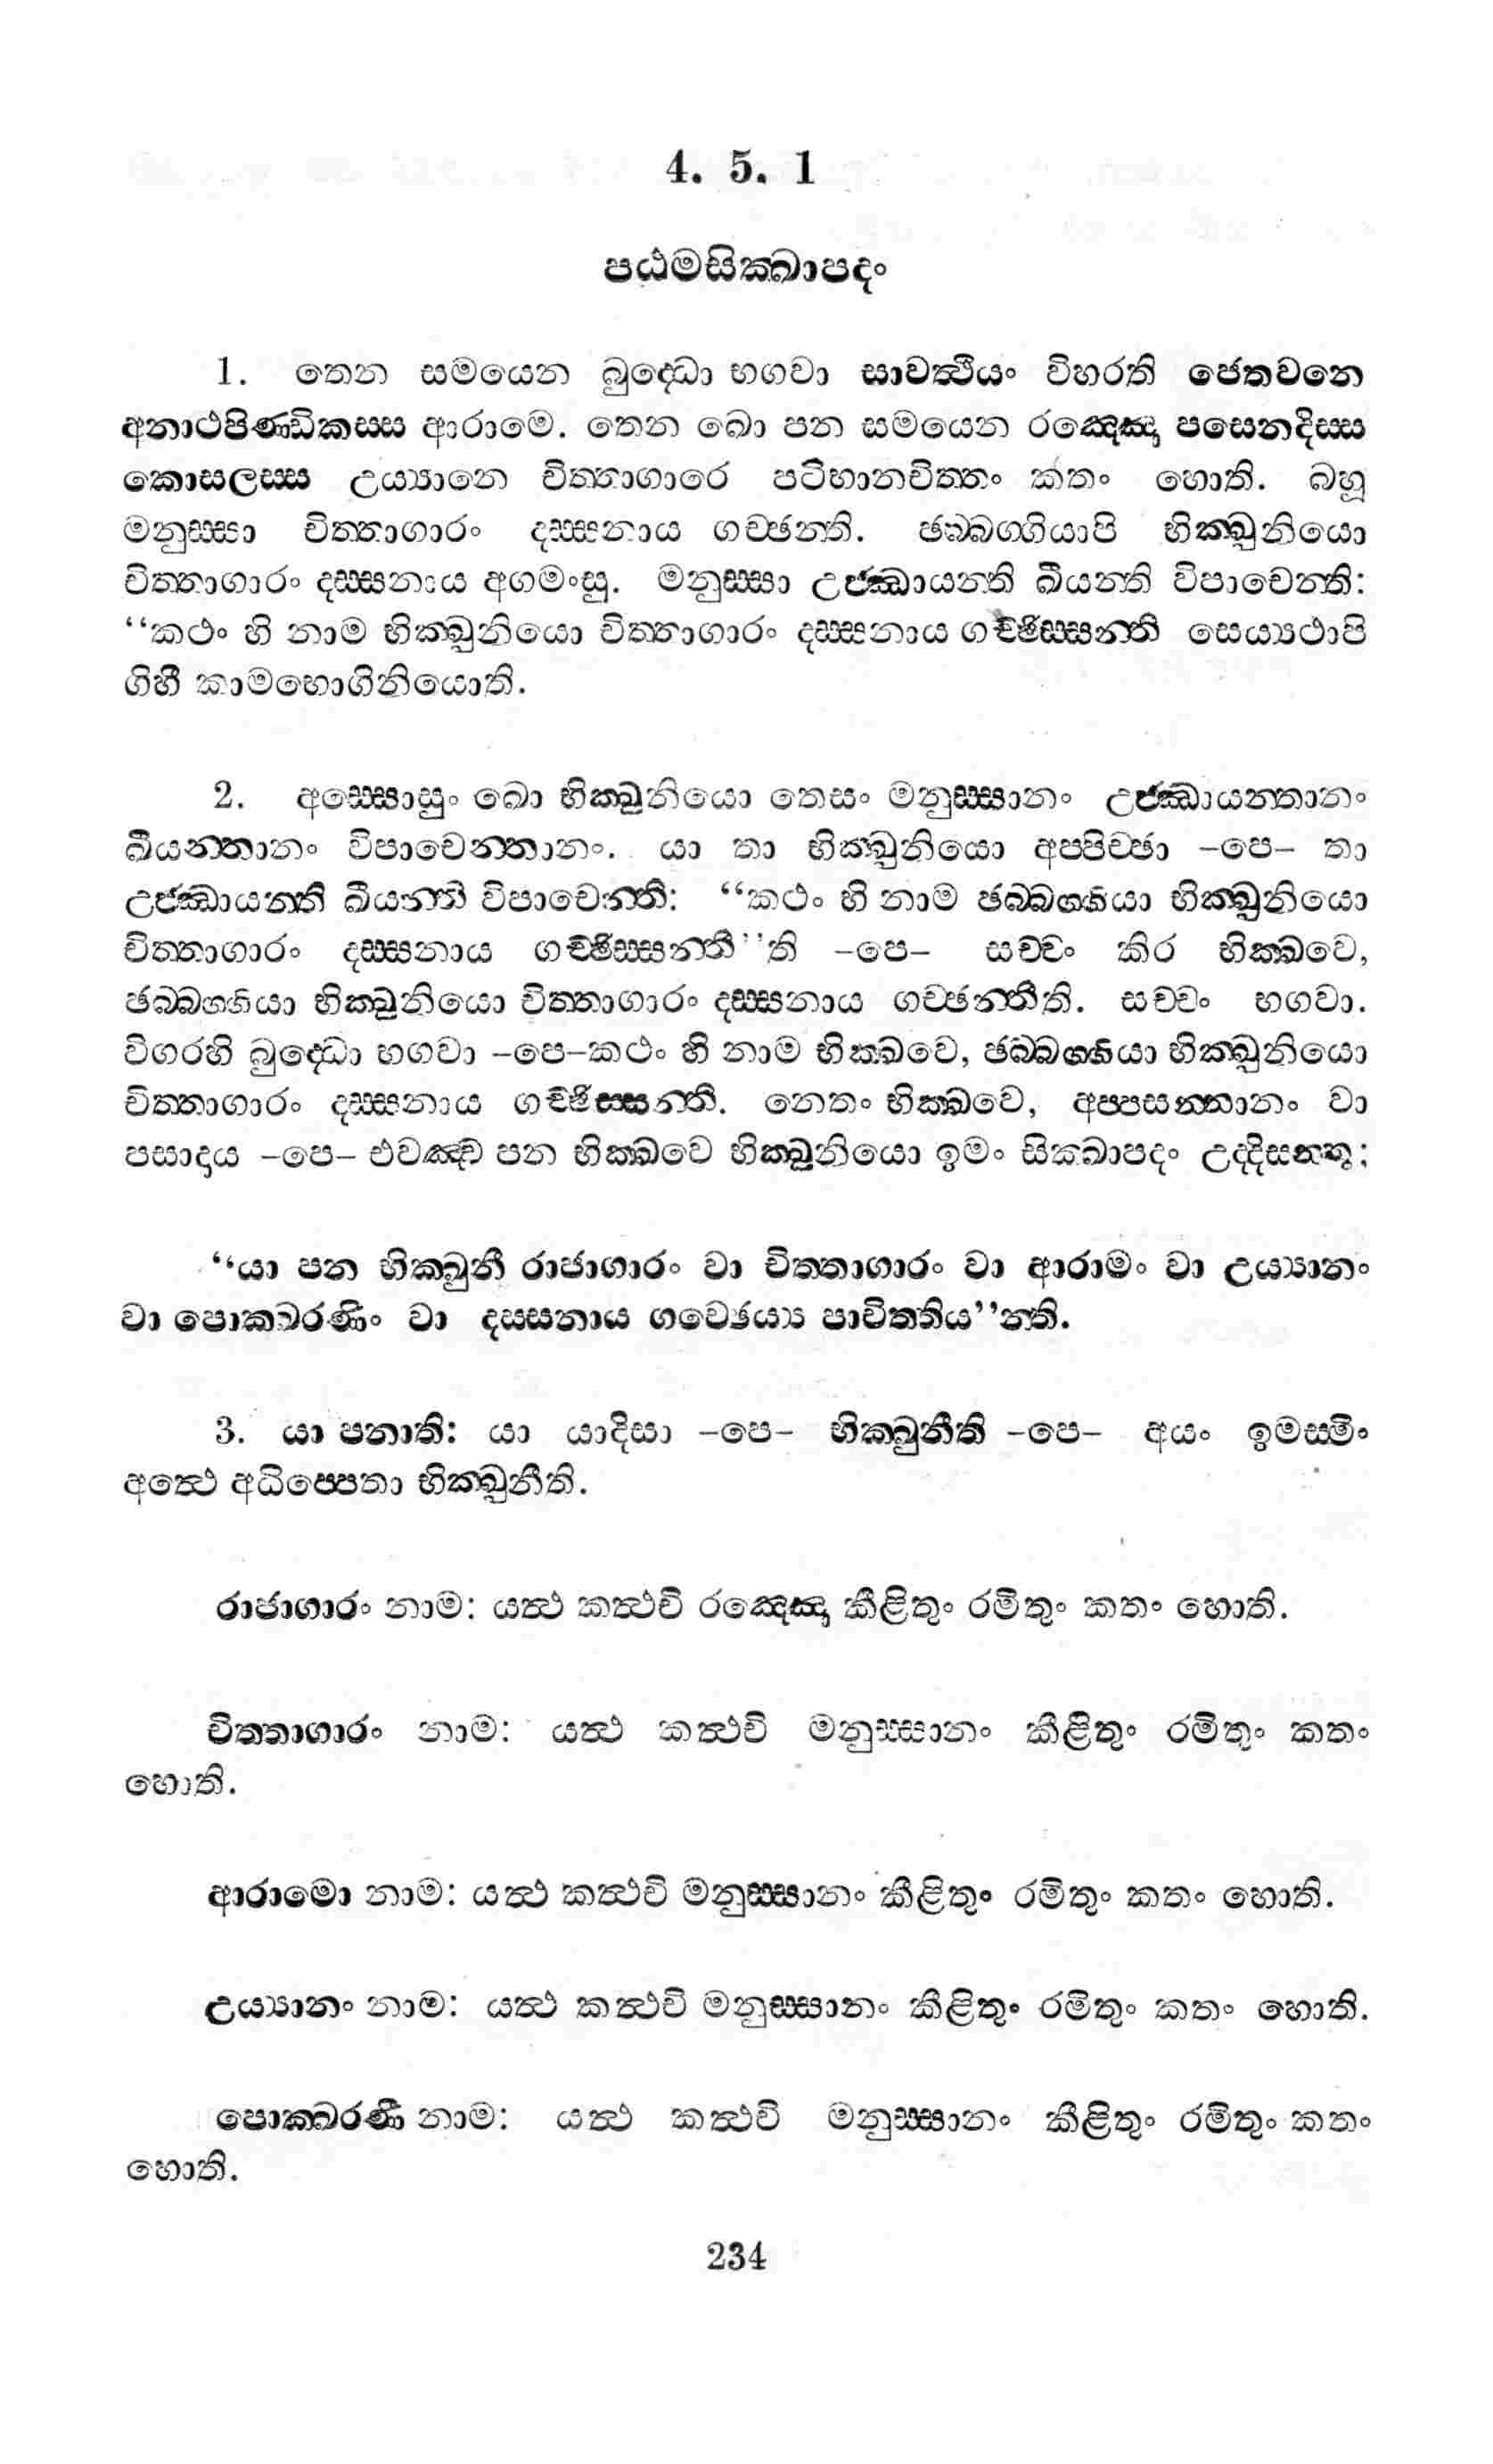 4. 5. 1
පඨමසික්ඛාපදං
1. තෙන සමයෙන බුද්ධො භගවා සාවත්ථියං විහරති ජෙතවනෙ
අනාථපිණ්ඩිකස්ස ආරාමෙ. තෙන ඛො පන සමයෙන රඤ්ඤො පසෙනදිස්ස
කොසලස්ස උය්‍යානෙ චිත්තාගාරෙ පටිභානචිත්තං කතං හොති. බහූ
මනුස්සා චිත්තාගාරං දස්සනාය ගච්ඡන්ති. ඡබ්බග්ගියාපි භික්ඛුනියො
චිත්තාගාරං දස්සනාය අගමංසු. මනුස්සා උජ්ඣායන්ති ඛීයන්ති විපාචෙන්ති:
“කථං හි නාම භික්ඛුනියො චිත්තාගාරං දස්සනාය ගච්ඡිස්සන්ති සෙය්‍යථාපි
ගිහී කාමභොගිනියොති.
2. අස්සොසුං ඛො භික්ඛුනියො තෙසං මනුස්සානං උජ්ඣායන්තානං
ඛීයන්තානං විපාචෙන්තානං. යා තා භික්ඛුනියො අප්පිච්ඡා –පෙ– තා
උජ්ඣායන්ති ඛීයන්ති විපාචෙන්ති: “කථං හි නාම ඡබ්බග්ගියා භික්ඛුනියො
චිත්තාගාරං දස්සනාය ගච්ඡිස්සන්තී”ති –පෙ– සච්චං කිර භික්ඛවෙ,
ඡබ්බග්ගියා භික්ඛුනියො චිත්තාගාරං දස්සනාය ගච්ඡන්තීති. සච්චං භගවා.
විගරහි බුද්ධො භගවා –පෙ–කථං හි නාම භික්ඛවෙ, ඡබ්බග්ගියා භික්ඛුනියො
චිත්තාගාරං දස්සනාය ගච්ඡිස්සන්ති. නෙතං භික්ඛවෙ, අප්පසන්නානං වා
පසාදාය –පෙ– එවඤ්ච පන භික්ඛවෙ භික්ඛුනියො ඉමං සික්ඛාපදං උද්දිසන්තු;
“යා පන භික්ඛුනී රාජාගාරං වා චිත්තාගාරං වා ආරාමං වා උය්‍යානං
වා පොක්ඛරණිං වා දස්සනාය ගච්ඡෙය්‍ය පාචිත්තිය”න්ති.
3. යා පනාති: යා යාදිසා –පෙ– භික්ඛුනීති –පෙ– අයං ඉමස්මිං
අත්ථෙ අධිප්පෙතා භික්ඛුනීති.
රාජාගාරං නාම: යත්ථ කත්ථචි රඤ්ඤො කීළිතුං රමිතුං කතං හොති.
චිත්තාගාරං නාම: යත්ථ කත්ථචි මනුස්සානං කීළිතුං රමිතුං කතං
හොති.
ආරාමො නාම: යත්ථ කත්ථචි මනුස්සානං කීළිතුං රමිතුං කතං හොති.
උය්‍යානං නාම: යත්ථ කත්ථචි මනුස්සානං කීළිතුං රමිතුං කතං හොති.
පොක්ඛරණී නාම: යත්ථ කත්ථචි මනුස්සානං කීළිතුං රමිතුං කතං
හොති.
234